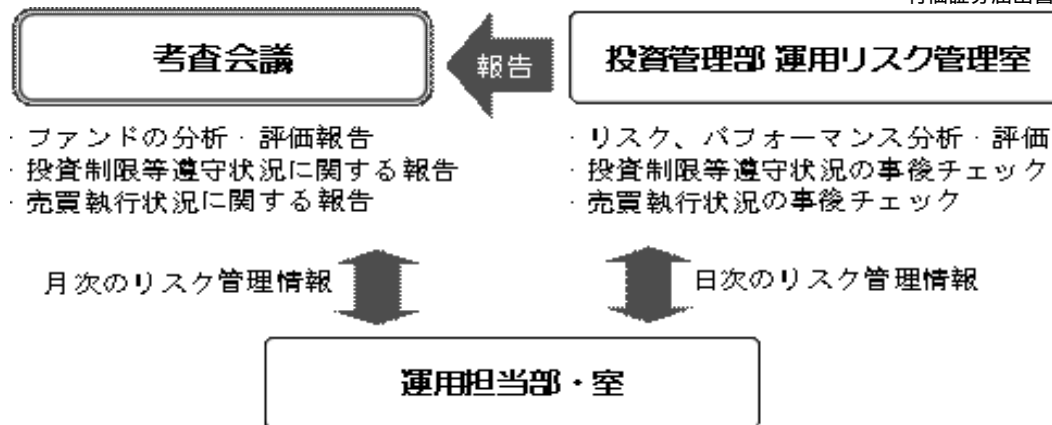 考査会議
報告
投資管理部 運用リスク管理室
・ファンドの分析・評価報告
・投資制限等遵守状況に関する報告
・売買執行状況に関する報告
・リスク、パフォーマンス分析・評価
・投資制限等遵守状況の事後チェック
・売買執行状況の事後チェック
月次のリスク管理情報
日次のリスク管理情報
運用担当部・室